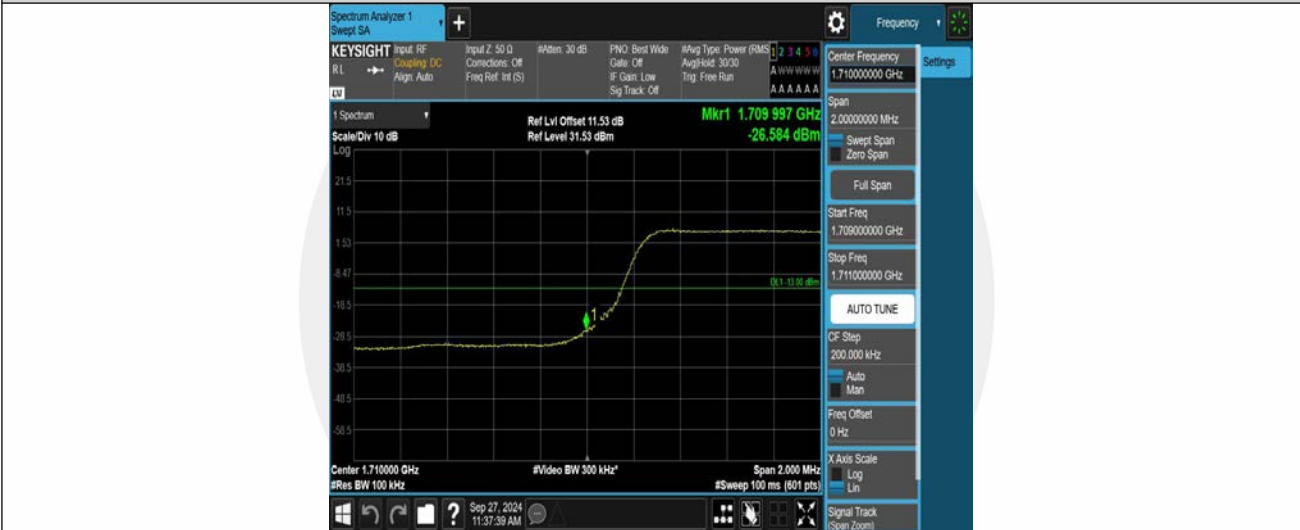 Spectrum Analyzer 1
Swept SA
Frequency
KEYSIGHT
RL
Input: RF
Coupling: DC
Align: Auto
Input Z: 50 Ω
Corrections: Off
Freq Ref: Int (S)
#Atten: 30 dB
PNO: Best Wide
Gate: Off
IF Gain: Low
Sig Track: Off
#Avg Type: Power (RMS
Avg|Hold: 30/30
Trig: Free Run
1 2 3 4 5 6
A W W W W W
A A A A A A
Settings
1 Spectrum
Scale/Div 10 dB
Log
Ref Lvl Offset 11.53 dB
Ref Level 31.53 dBm
Mkr1 1.709 997 GHz
-26.584 dBm
21.5
11.5
1.53
-8.47
-18.5
-28.5
-38.5
-48.5
-58.5
DL1 -13.00 dBm
1
Center 1.710000 GHz
#Res BW 100 kHz
#Video BW 300 kHz*
Span 2.000 MHz
#Sweep 100 ms (601 pts)
Center Frequency
1.710000000 GHz
Span
2.00000000 MHz
Swept Span
Zero Span
Full Span
Start Freq
1.709000000 GHz
Stop Freq
1.711000000 GHz
AUTO TUNE
CF Step
200.000 kHz
Auto
Man
Freq Offset
0 Hz
X Axis Scale
Log
Lin
Signal Track
(Span Zoom)
?
Sep 27, 2024
11:37:39 AM